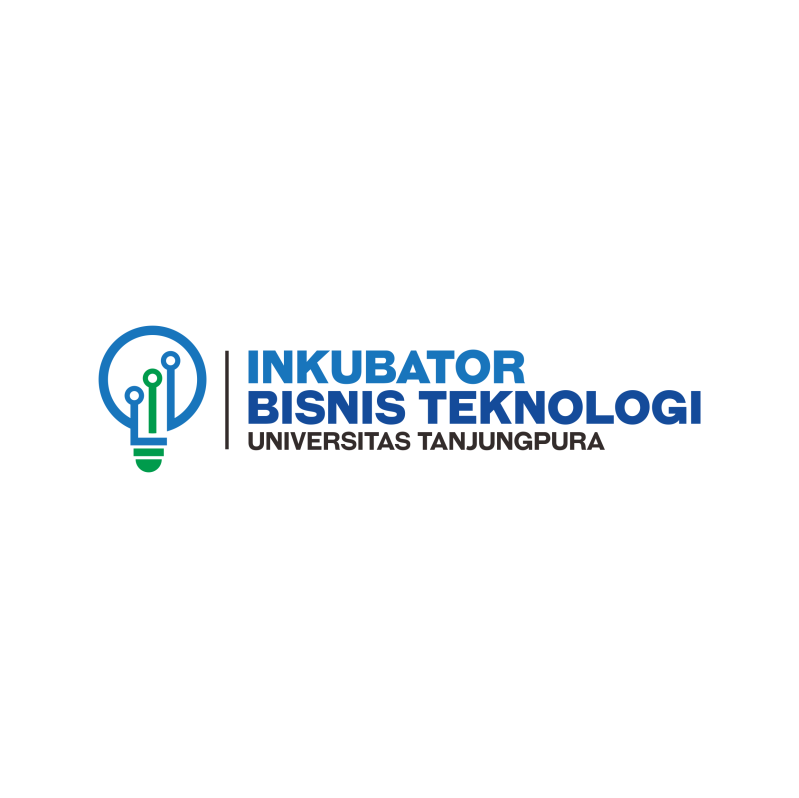 INKUBATOR
BISNIS TEKNOLOGI
UNIVERSITAS TANJUNGPURA